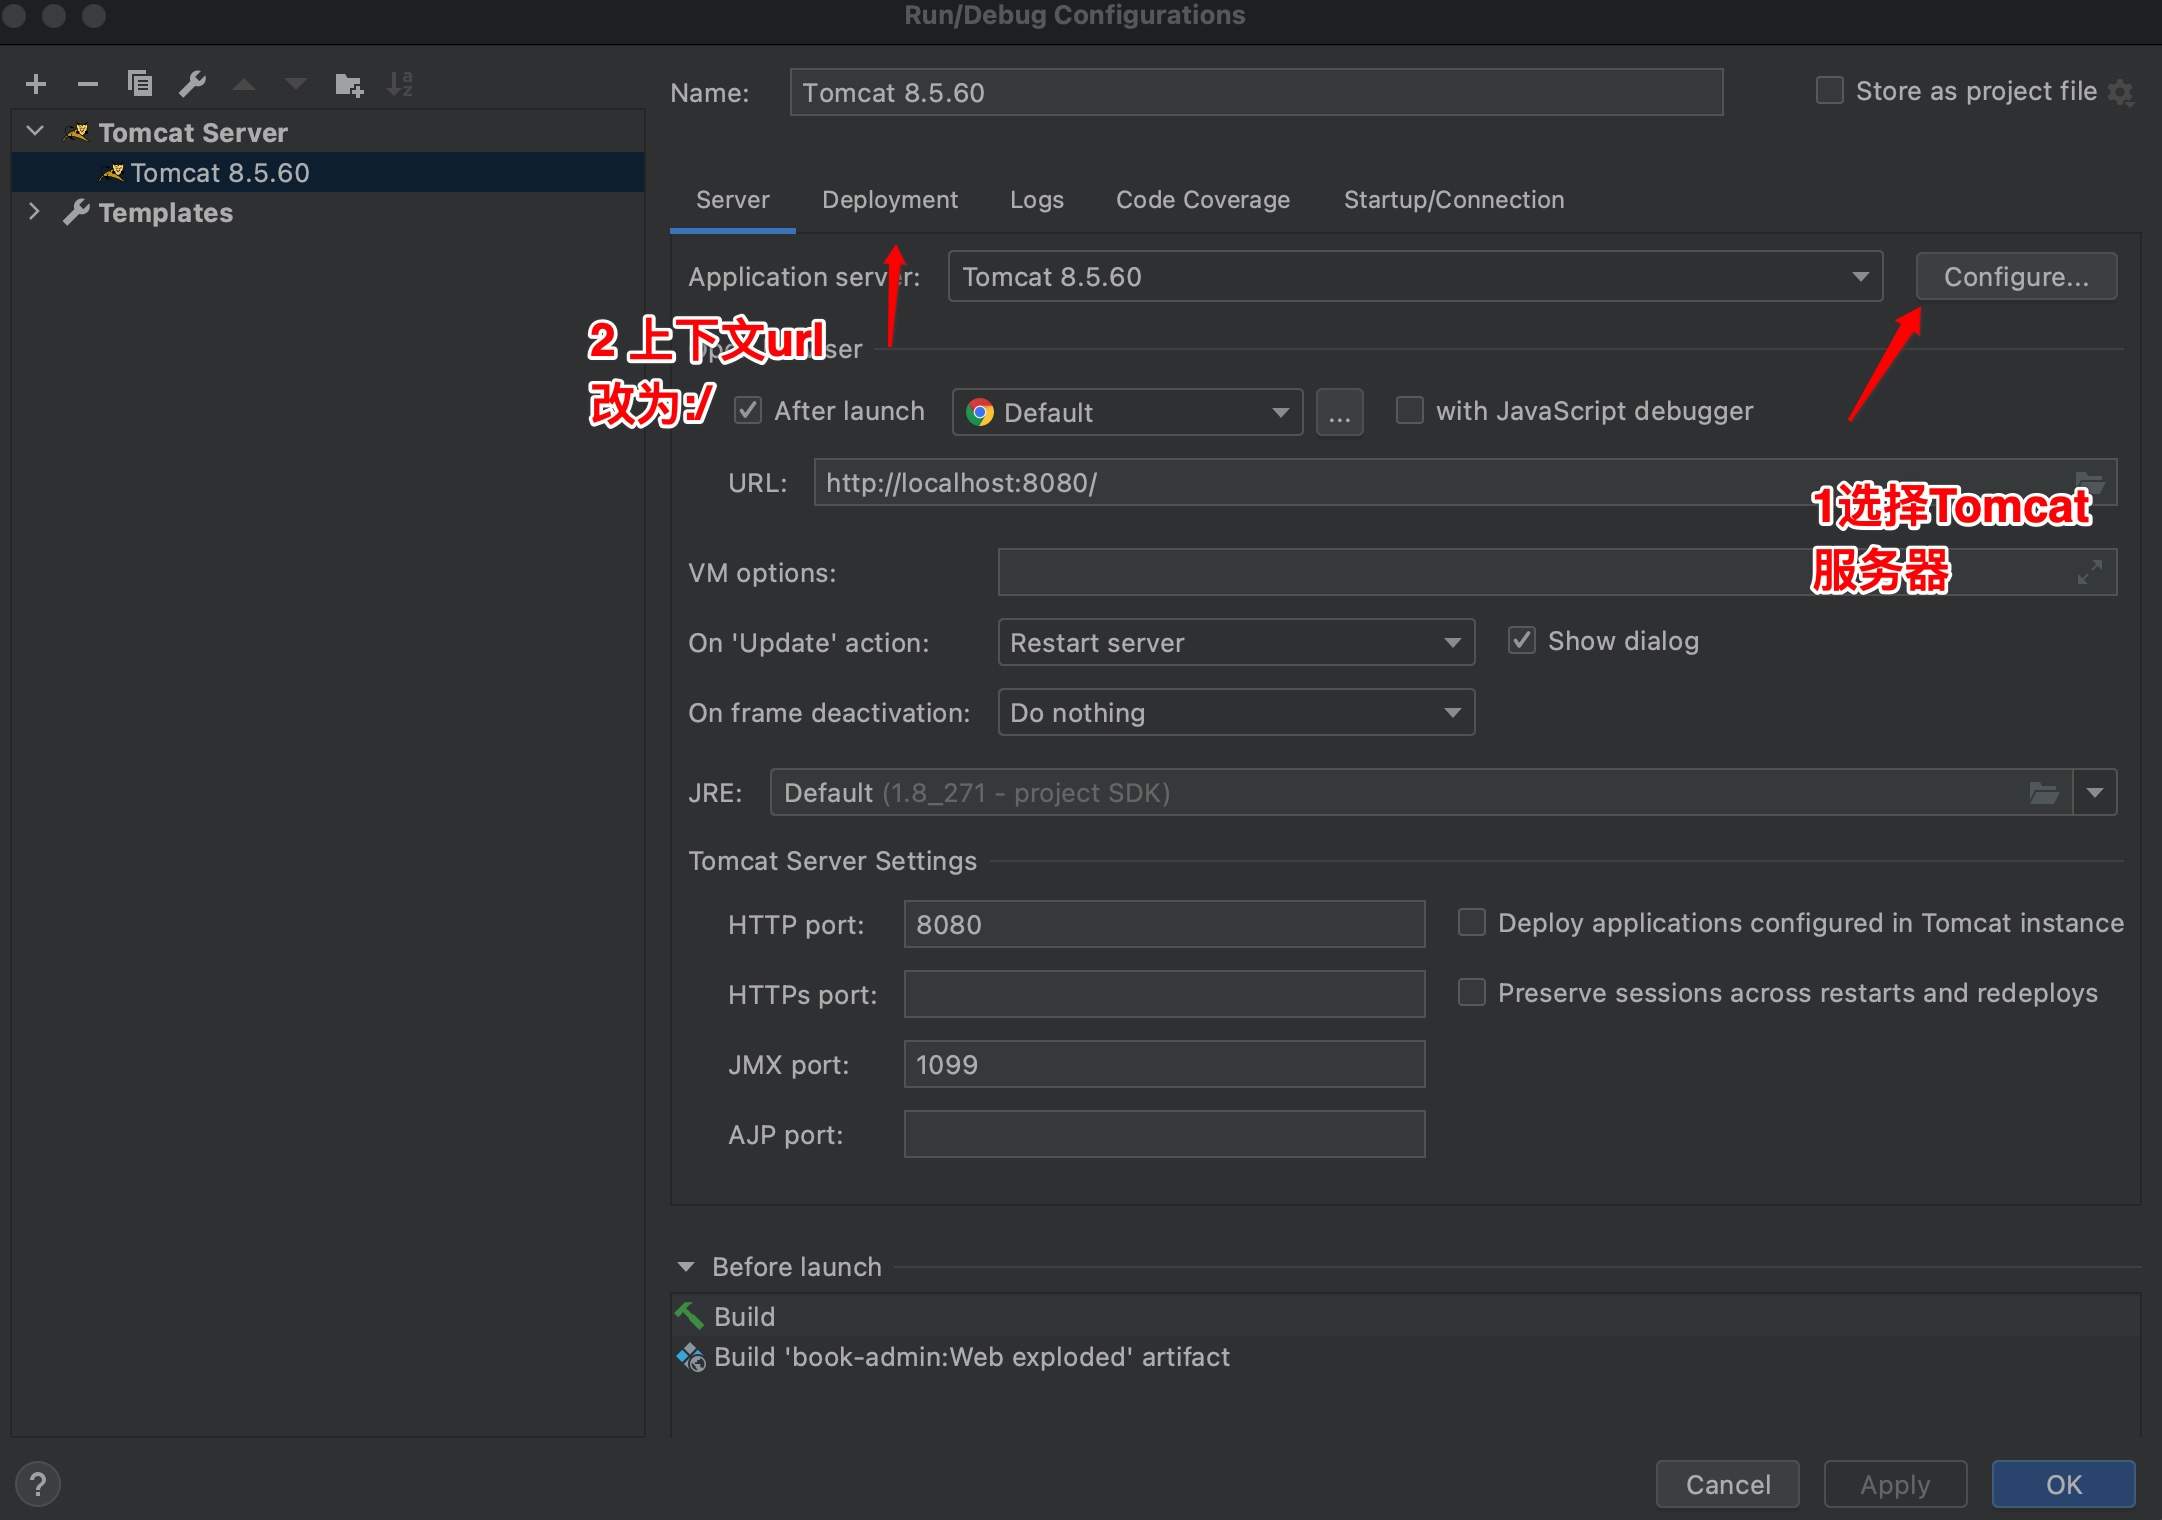 Run/Debug Configurations
Name:
Tomcat 8.5.60
Store as project file
Tomcat Server
Tomcat 8.5.60
Templates
Server
Deployment
Logs
Code Coverage
Startup/Connection
Application server:
Tomcat 8.5.60
Configure...
2 上下文url
改为:/
After launch
Default
...
with JavaScript debugger
URL:
http://localhost:8080/
1选择Tomcat
服务器
VM options:
On 'Update' action:
Restart server
Show dialog
On frame deactivation:
Do nothing
JRE:
Default (1.8_271 - project SDK)
Tomcat Server Settings
HTTP port:
8080
Deploy applications configured in Tomcat instance
HTTPs port:
Preserve sessions across restarts and redeploys
JMX port:
1099
AJP port:
Before launch
Build
Build 'book-admin:Web exploded' artifact
?
Cancel
Apply
OK